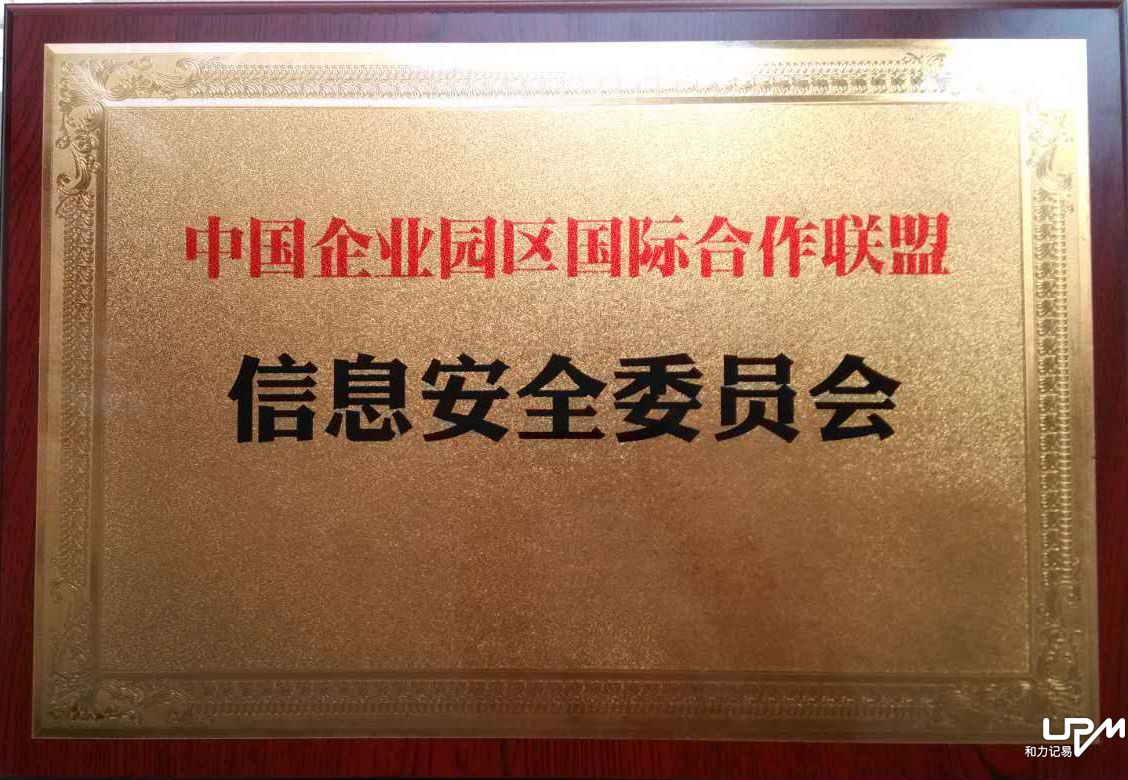 中国企业园区国际合作联盟
信息安全委员会
UPM
和力记易